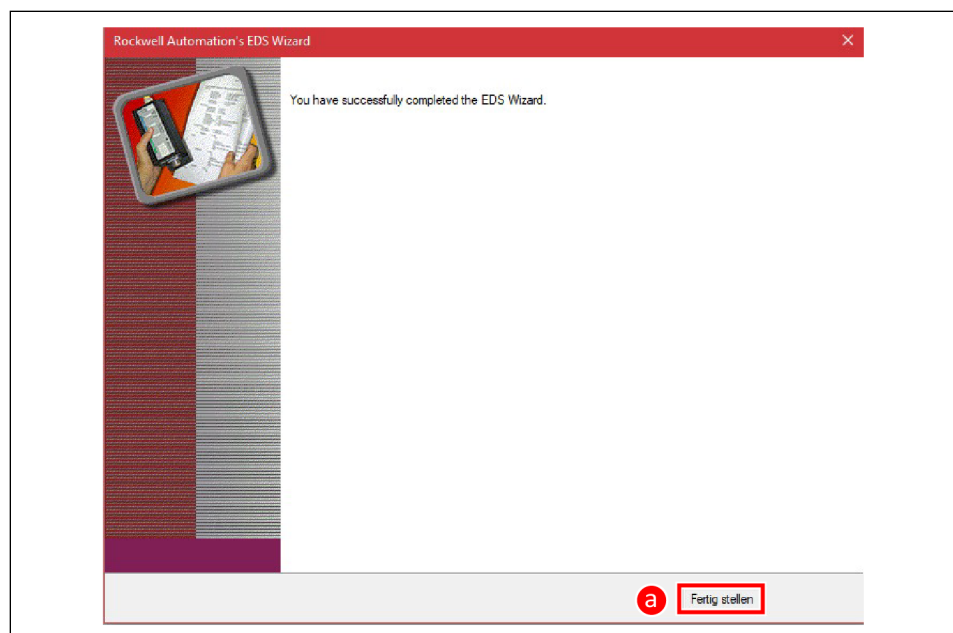 Rockwell Automation's EDS Wizard
You have successfully completed the EDS Wizard.
a
Fertig stellen